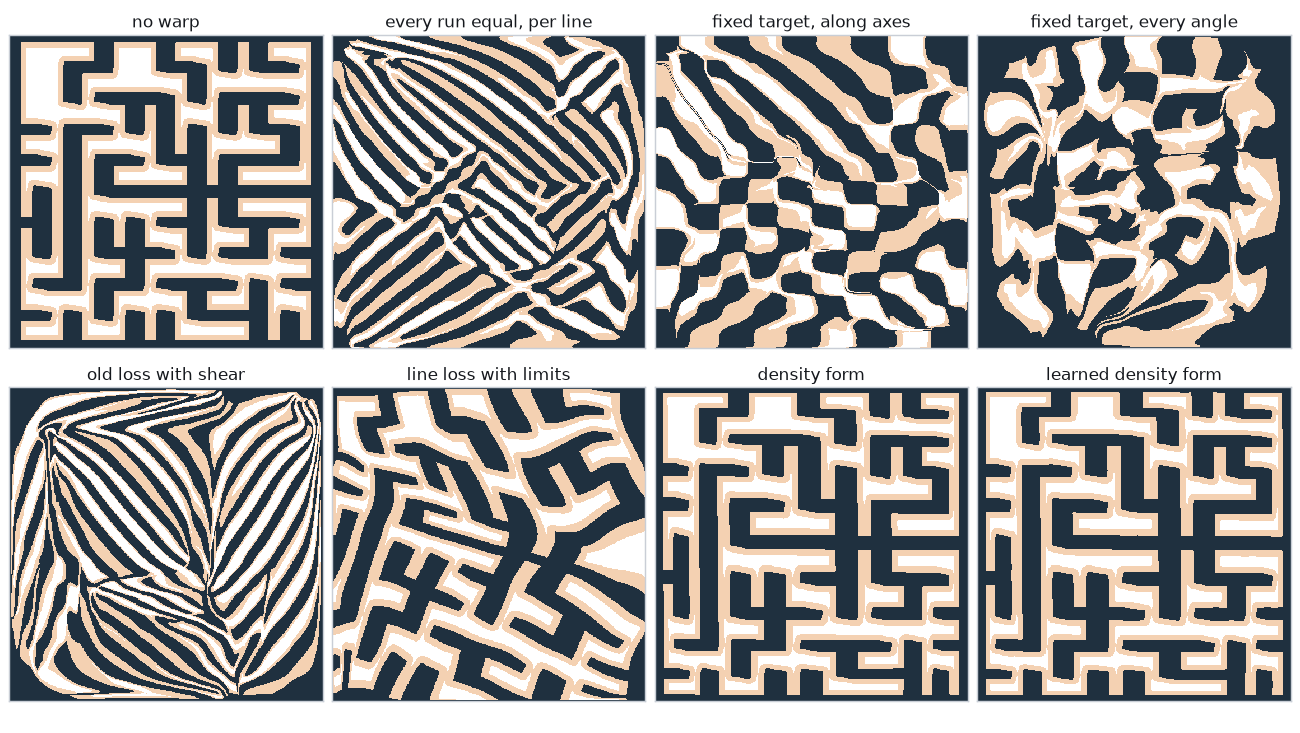 no warp
every run equal, per line
fixed target, along axes
fixed target, every angle
old loss with shear
line loss with limits
density form
learned density form